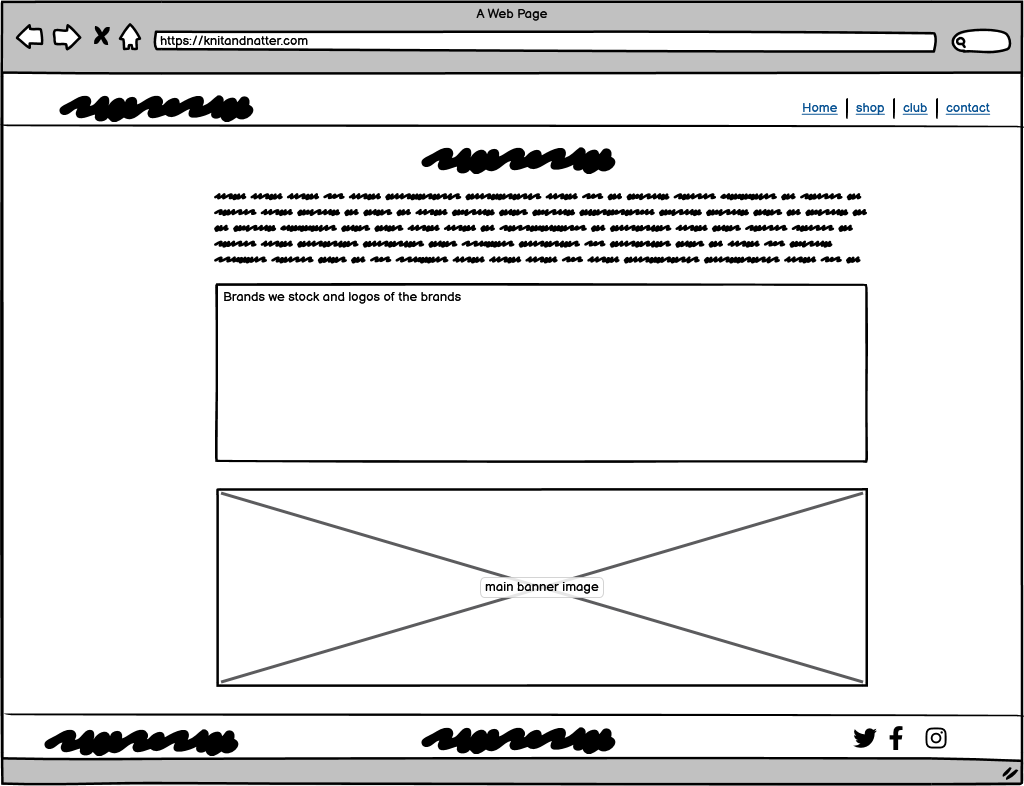 A Web Page
https://knitandnatter.com
Home shop club contact
Brands we stock and logos of the brands
main banner image